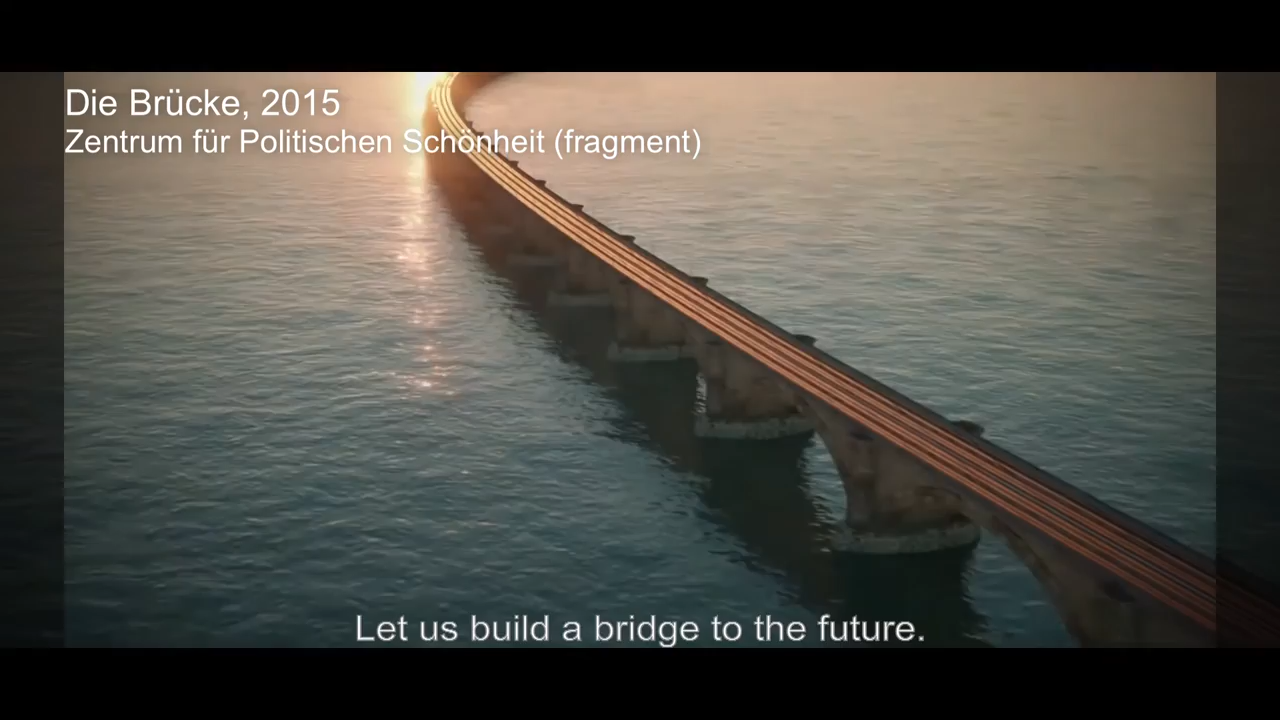 Die Brücke, 2015
Zentrum für Politischen Schönheit (fragment)
Let us build a bridge to the future.